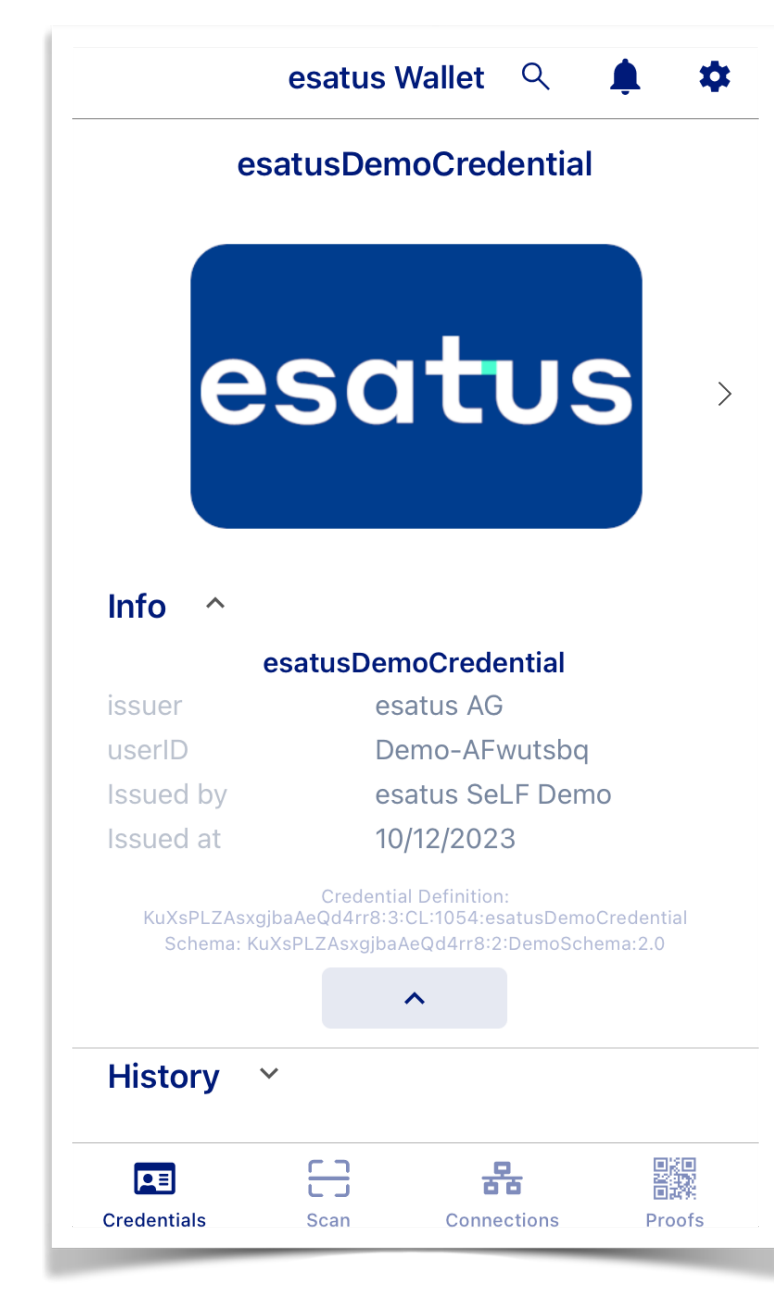 esatus Wallet
esatusDemoCredential
esatus
Info
esatusDemoCredential
issuer esatus AG
userID Demo-AFwutsbq
Issued by esatus SeLF Demo
Issued at 10/12/2023
Credential Definition:
KuXsPLZAsxgjbaAeQd4rr8:3:CL:1054:esatusDemoCredential
Schema: KuXsPLZAsxgjbaAeQd4rr8:2:DemoSchema:2.0
History
Credentials Scan Connections Proofs